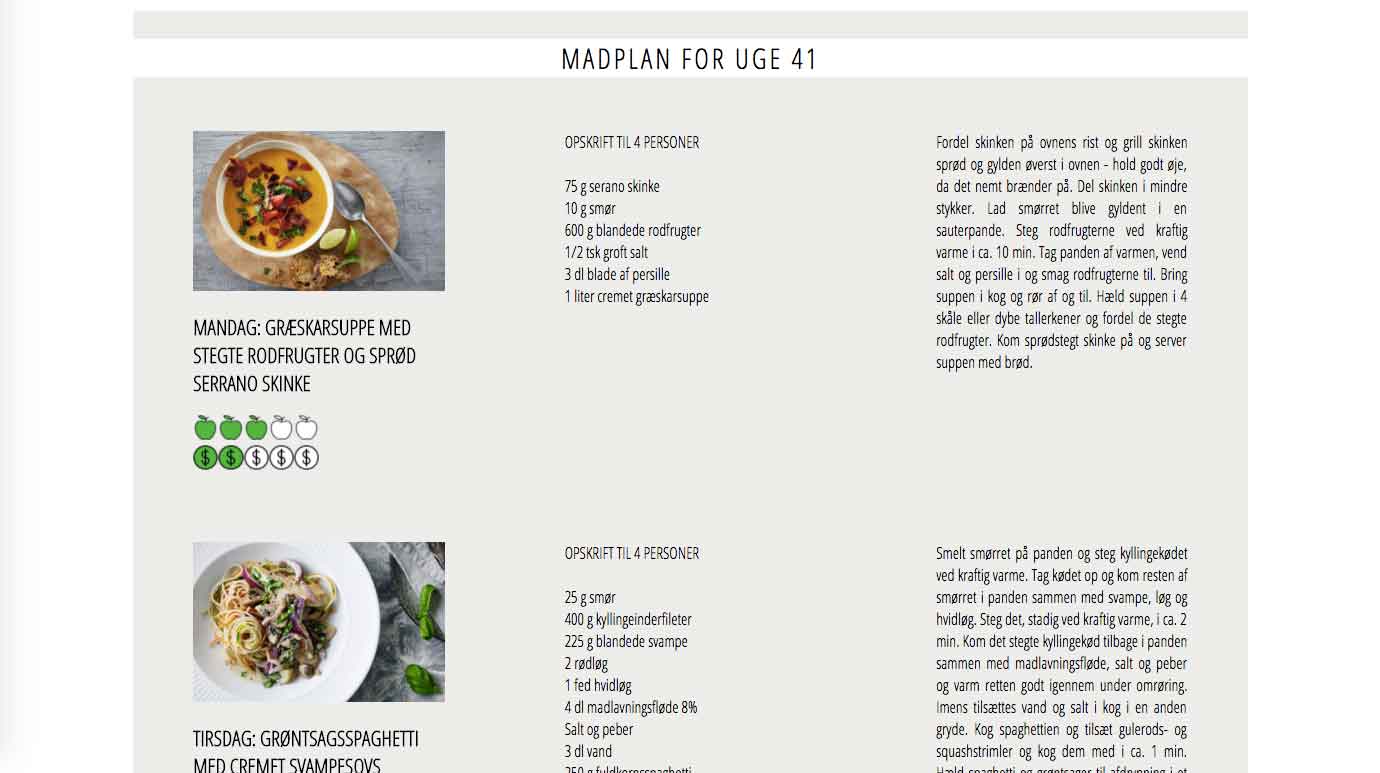 MADPLAN FOR UGE 41
MANDAG: GRÆSKARSUPPE MED
STEGTE RODFRUGTER OG SPRØD
SERRANO SKINKE
OPSKRIFT TIL 4 PERSONER
75 g serano skinke
10 g smør
600 g blandede rodfrugter
1/2 tsk groft salt
3 dl blade af persille
1 liter cremet græskarsuppe
Fordel skinken på ovnens rist og grill skinken
sprød og gylden øverst i ovnen - hold godt øje,
da det nemt brænder på. Del skinken i mindre
stykker. Lad smørret blive gyldent i en
sauterpande. Steg rodfrugterne ved kraftig
varme i ca. 10 min. Tag panden af varmen, vend
salt og persille i og smag rodfrugterne til. Bring
suppen i kog og rør af og til. Hæld suppen i 4
skåle eller dybe tallerkener og fordel de stegte
rodfrugter. Kom sprødstegt skinke på og server
suppen med brød.
TIRSDAG: GRØNTSAGSSPAGHETTI
MED CREMET SVAMPESOVS
OPSKRIFT TIL 4 PERSONER
25 g smør
400 g kyllingeinderfileter
225 g blandede svampe
2 rødløg
1 fed hvidløg
4 dl madlavningsfløde 8%
Salt og peber
3 dl vand
250 g fuldkornsspaghetti
Smelt smørret på panden og steg kyllingekødet
ved kraftig varme. Tag kødet op og kom resten af
smørret i panden sammen med svampe, løg og
hvidløg. Steg det, stadig ved kraftig varme, i ca. 2
min. Kom det stegte kyllingekød tilbage i panden
sammen med madlavningsfløde, salt og peber
og varm retten godt igennem under omrøring.
Imens tilsættes vand og salt i kog i en anden
gryde. Kog spaghettien og tilsæt gulerods- og
squashstrimler og kog dem med i ca. 1 min.
Hæld spaghetti og grøntsager til afdrypning i et